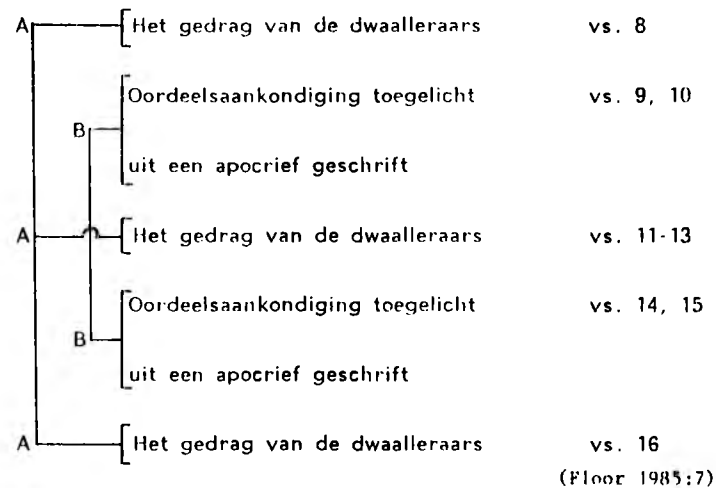 A Het gedrag van de dwaalleraars vs. 8
Oordeelsaankondiging toegelicht vs. 9, 10
B
uit een apocrief geschrift
A Het gedrag van de dwaalleraars vs. 11-13
Oordeelsaankondiging toegelicht vs. 14, 15
B
uit een apocrief geschrift
A Het gedrag van de dwaalleraars vs. 16
(Floor 1985:7)